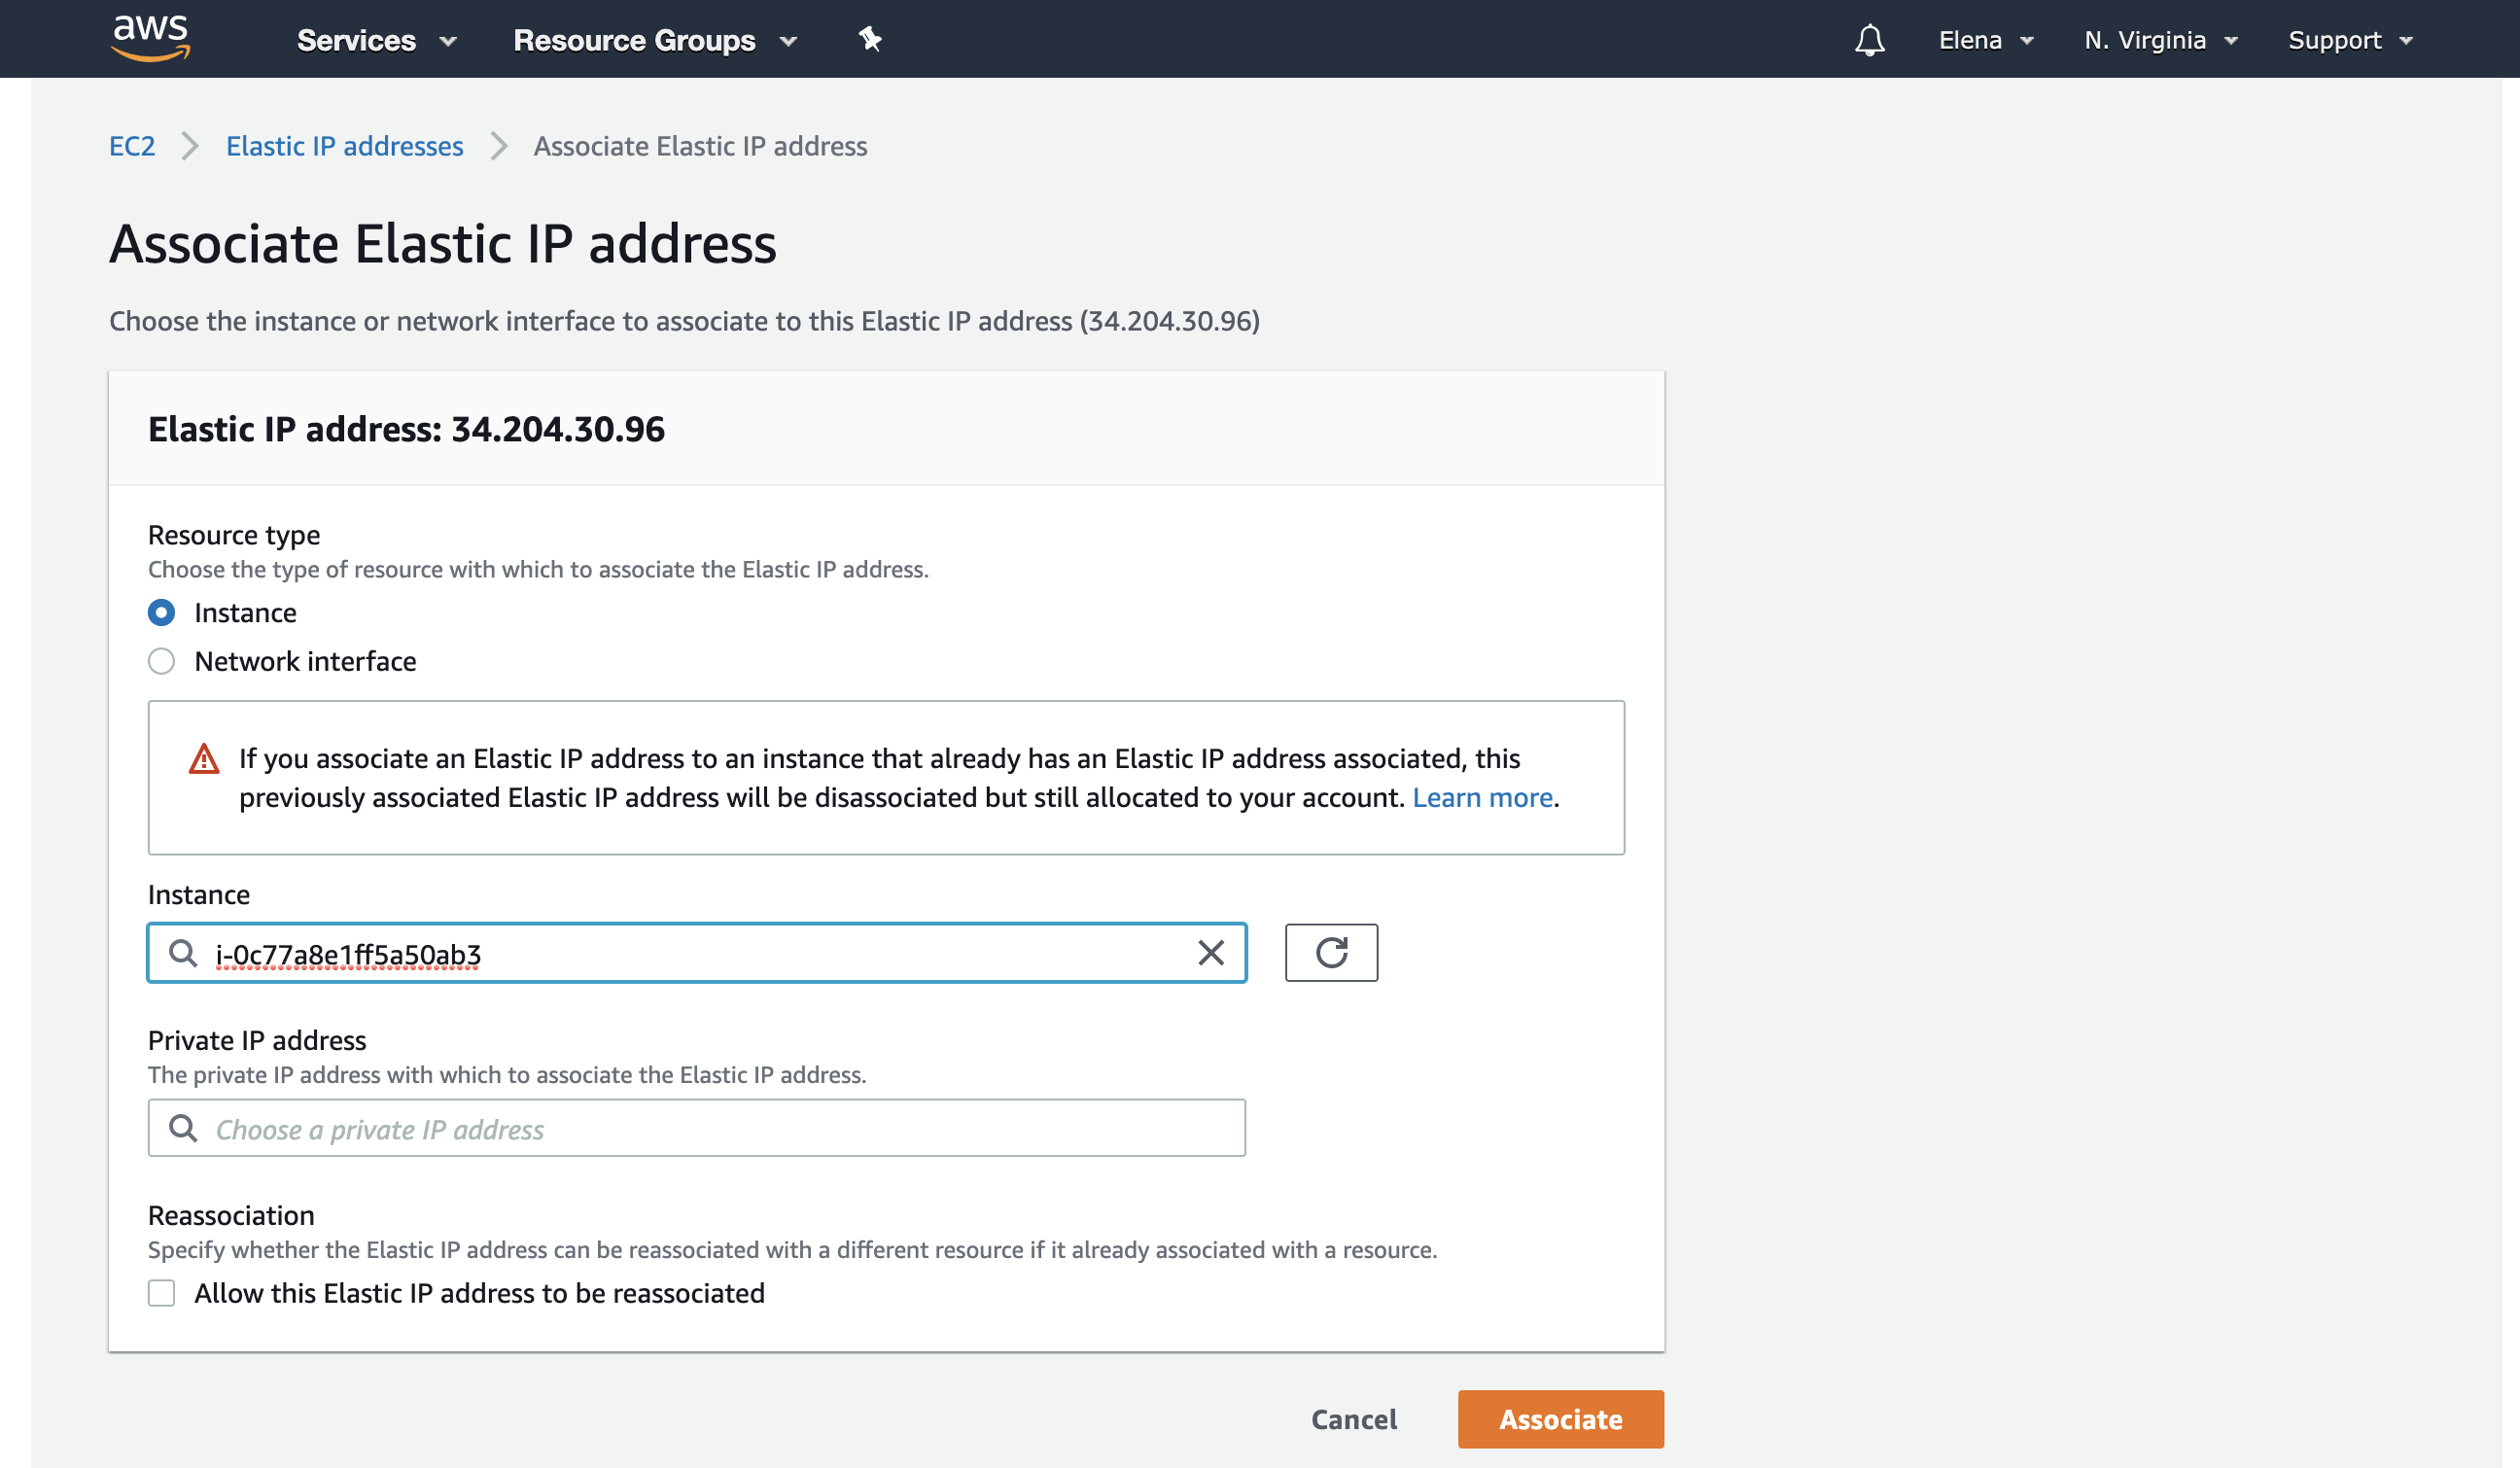 aws Services Resource Groups Elena N. Virginia Support
EC2 Elastic IP addresses Associate Elastic IP address
Associate Elastic IP address
Choose the instance or network interface to associate to this Elastic IP address (34.204.30.96)
Elastic IP address: 34.204.30.96
Resource type
Choose the type of resource with which to associate the Elastic IP address.
Instance
Network interface
If you associate an Elastic IP address to an instance that already has an Elastic IP address associated, this
previously associated Elastic IP address will be disassociated but still allocated to your account. Learn more.
Instance
i-0c77a8e1ff5a50ab3
Private IP address
The private IP address with which to associate the Elastic IP address.
Choose a private IP address
Reassociation
Specify whether the Elastic IP address can be reassociated with a different resource if it already associated with a resource.
Allow this Elastic IP address to be reassociated
Cancel Associate